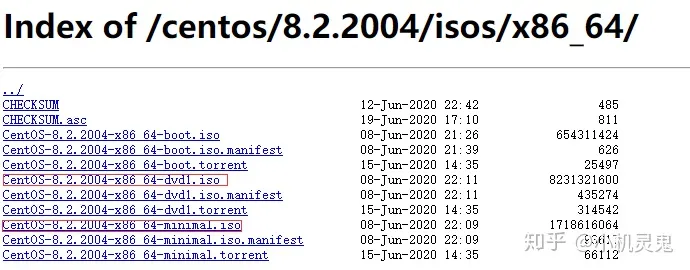 Index of /centos/8.2.2004/isos/x86_64/
../
CHECKSUM 12-Jun-2020 22:42 485
CHECKSUM.asc 19-Jun-2020 17:10 811
CentOS-8.2.2004-x86_64-boot.iso 08-Jun-2020 21:26 654311424
CentOS-8.2.2004-x86_64-boot.iso.manifest 08-Jun-2020 21:39 626
CentOS-8.2.2004-x86_64-boot.torrent 15-Jun-2020 14:35 25497
CentOS-8.2.2004-x86_64-dvd1.iso 08-Jun-2020 22:11 8231321600
CentOS-8.2.2004-x86_64-dvd1.iso.manifest 08-Jun-2020 22:11 435274
CentOS-8.2.2004-x86_64-dvd1.torrent 15-Jun-2020 14:35 314542
CentOS-8.2.2004-x86_64-minimal.iso 08-Jun-2020 22:09 1718616064
CentOS-8.2.2004-x86_64-minimal.iso.manifest 08-Jun-2020 22:09
CentOS-8.2.2004-x86_64-minimal.torrent 15-Jun-2020 14:35 66112
知乎 机灵鬼